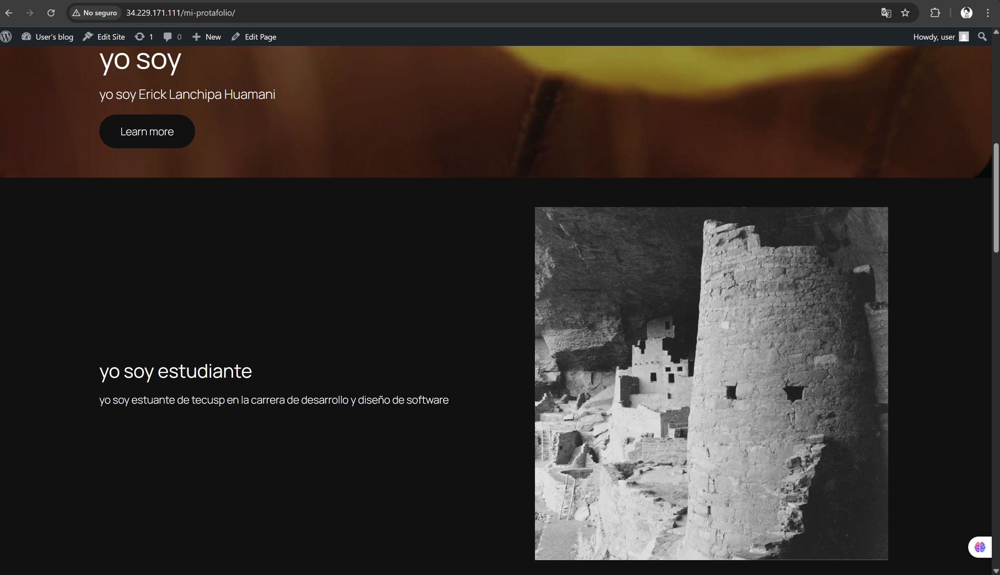 No seguro
34.229.171.111/mi-protafolio/
User's blog
Edit Site
1
0
New
Edit Page
Howdy, user
yo soy
yo soy Erick Lanchipa Huamani
Learn more
yo soy estudiante
yo soy estuante de tecusp en la carrera de desarrollo y diseño de software